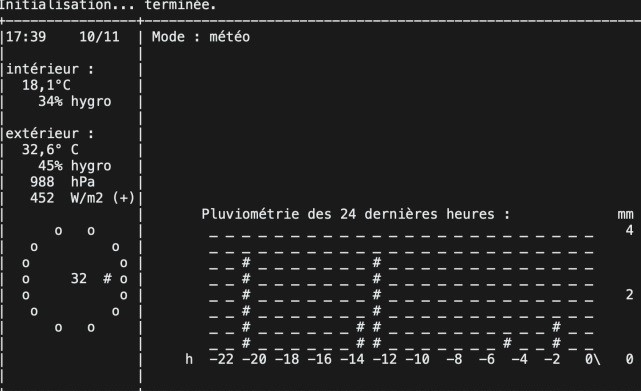 Initialisation... terminée.
+----------------+--------------------------------------------------------------
|17:39    10/11  | Mode : météo
|                |
|intérieur :     |
|  18,1°C        |
|    34% hygro   |
|                |
|extérieur :     |
|  32,6° C       |
|    45% hygro   |
|   988  hPa     |
|   452  W/m2 (+)|
|                |       Pluviométrie des 24 dernières heures :             mm
|      o   o     |        _ _ _ _ _ _ _ _ _ _ _ _ _ _ _ _ _ _ _ _ _ _ _ _   4
|   o         o  |        _ _ _ _ _ _ _ _ _ _ _ _ _ _ _ _ _ _ _ _ _ _ _ _
|  o           o |        _ _ # _ _ _ _ _ _ _ # _ _ _ _ _ _ _ _ _ _ _ _ _
|  o     32  # o |        _ _ # _ _ _ _ _ _ _ # _ _ _ _ _ _ _ _ _ _ _ _ _
|  o           o |        _ _ # _ _ _ _ _ _ _ # _ _ _ _ _ _ _ _ _ _ _ _ _   2
|   o         o  |        _ _ # _ _ _ _ _ _ _ # _ _ _ _ _ _ _ _ _ _ _ _ _
|      o   o     |        _ _ # _ _ _ _ _ _ # # _ _ _ _ _ _ _ _ _ _ # _ _
|                |        _ _ # _ _ _ _ _ _ # # _ _ _ _ _ _ _ # _ _ # _ _
|                |     h  -22 -20 -18 -16 -14 -12 -10  -8  -6  -4  -2   0\   0